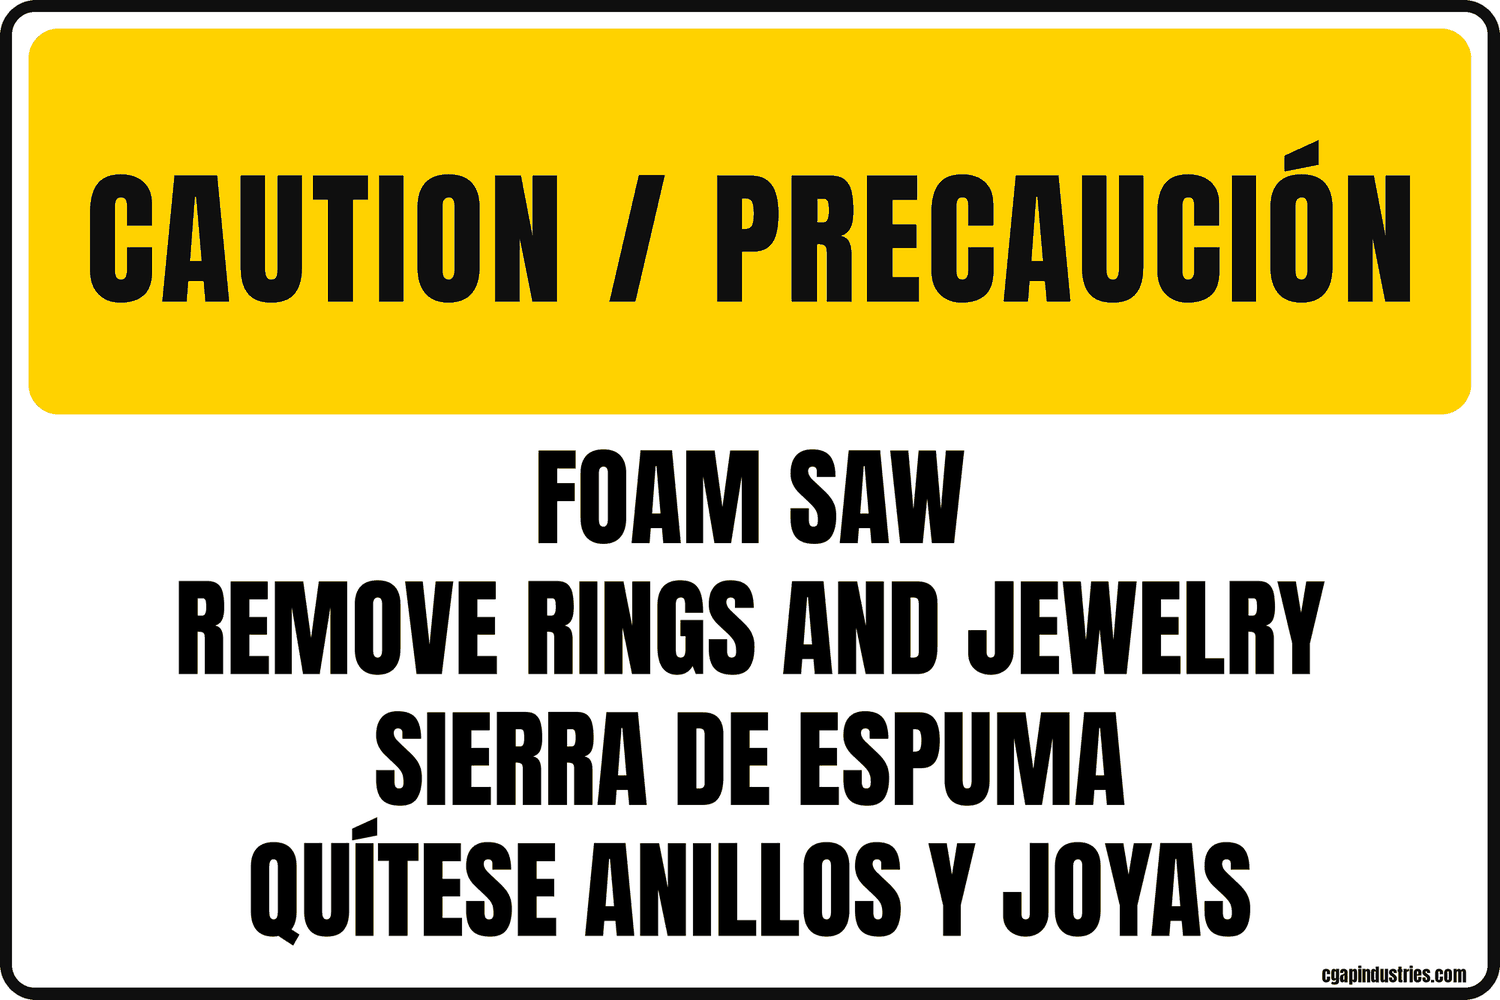 CAUTION / PRECAUCIÓN
FOAM SAW
REMOVE RINGS AND JEWELRY
SIERRA DE ESPUMA
QUÍTESE ANILLOS Y JOYAS
cgapindustries.com